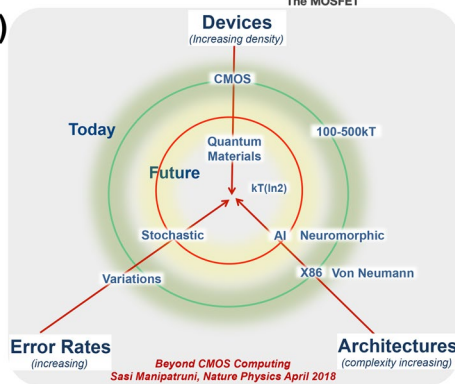 The MOSFET
)
Devices
(Increasing density)
CMOS
Today
100-500kT
Quantum
Materials
Future
kT(ln2)
Stochastic
AI Neuromorphic
Variations
X86 Von Neumann
Error Rates
(increasing)
Architectures
(complexity increasing)
Beyond CMOS Computing
Sasi Manipatruni, Nature Physics April 2018